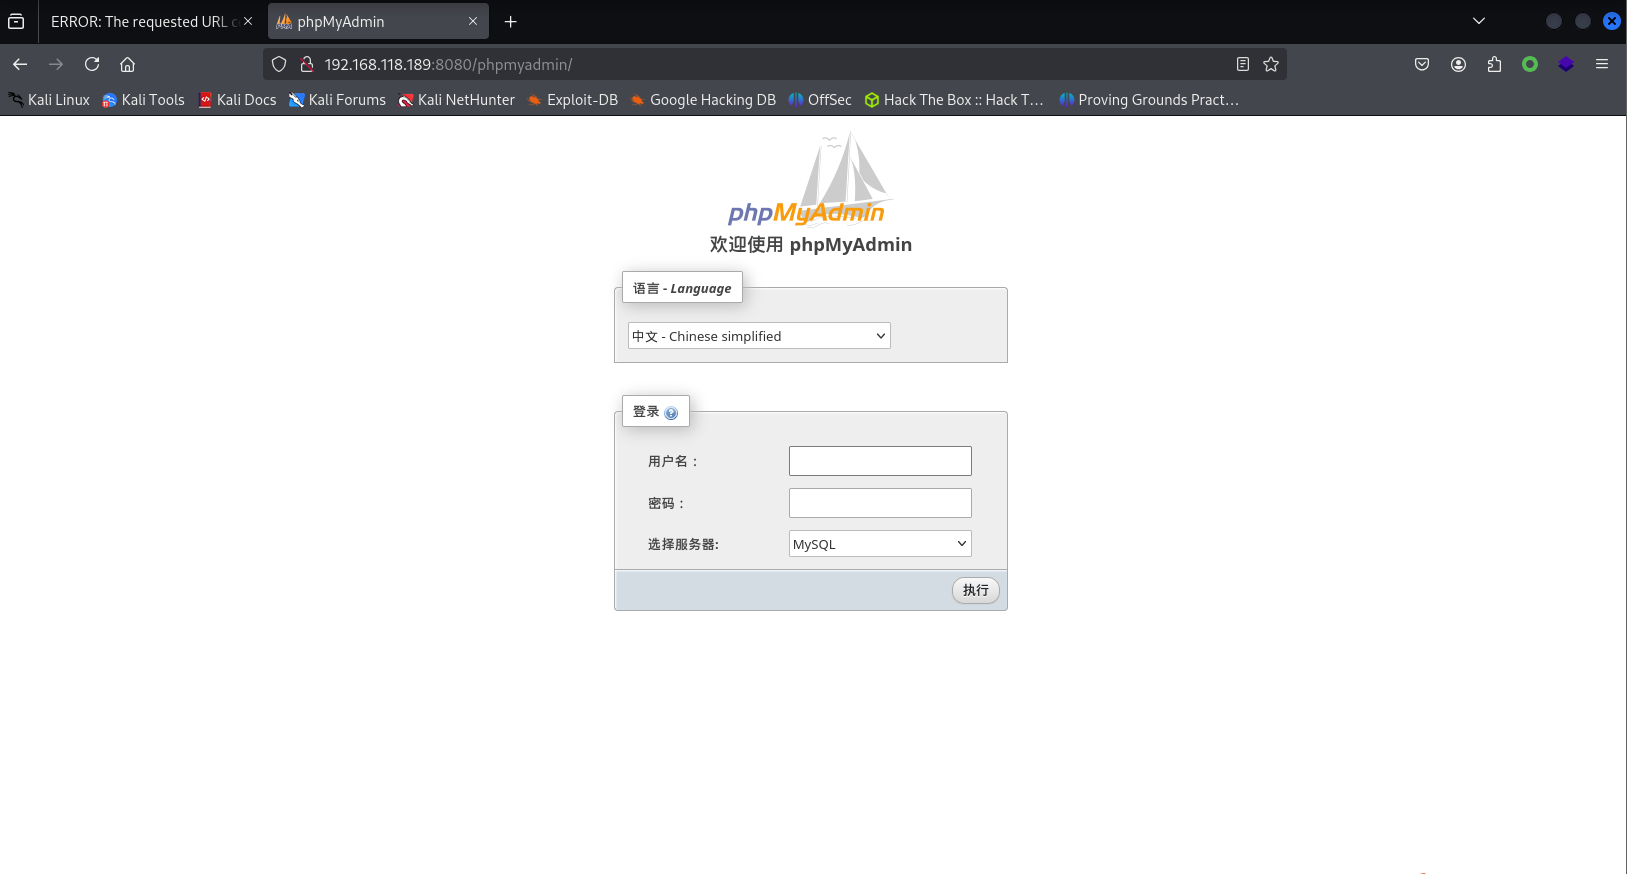 ERROR: The requested URL c
phpMyAdmin
192.168.118.189:8080/phpmyadmin/
Kali Linux Kali Tools Kali Docs Kali Forums Kali NetHunter Exploit-DB Google Hacking DB OffSec Hack The Box :: Hack T... Proving Grounds Pract...
phpMyAdmin
欢迎使用 phpMyAdmin
语言 - Language
中文 - Chinese simplified
登录
用户名：
密码：
选择服务器:
MySQL
执行